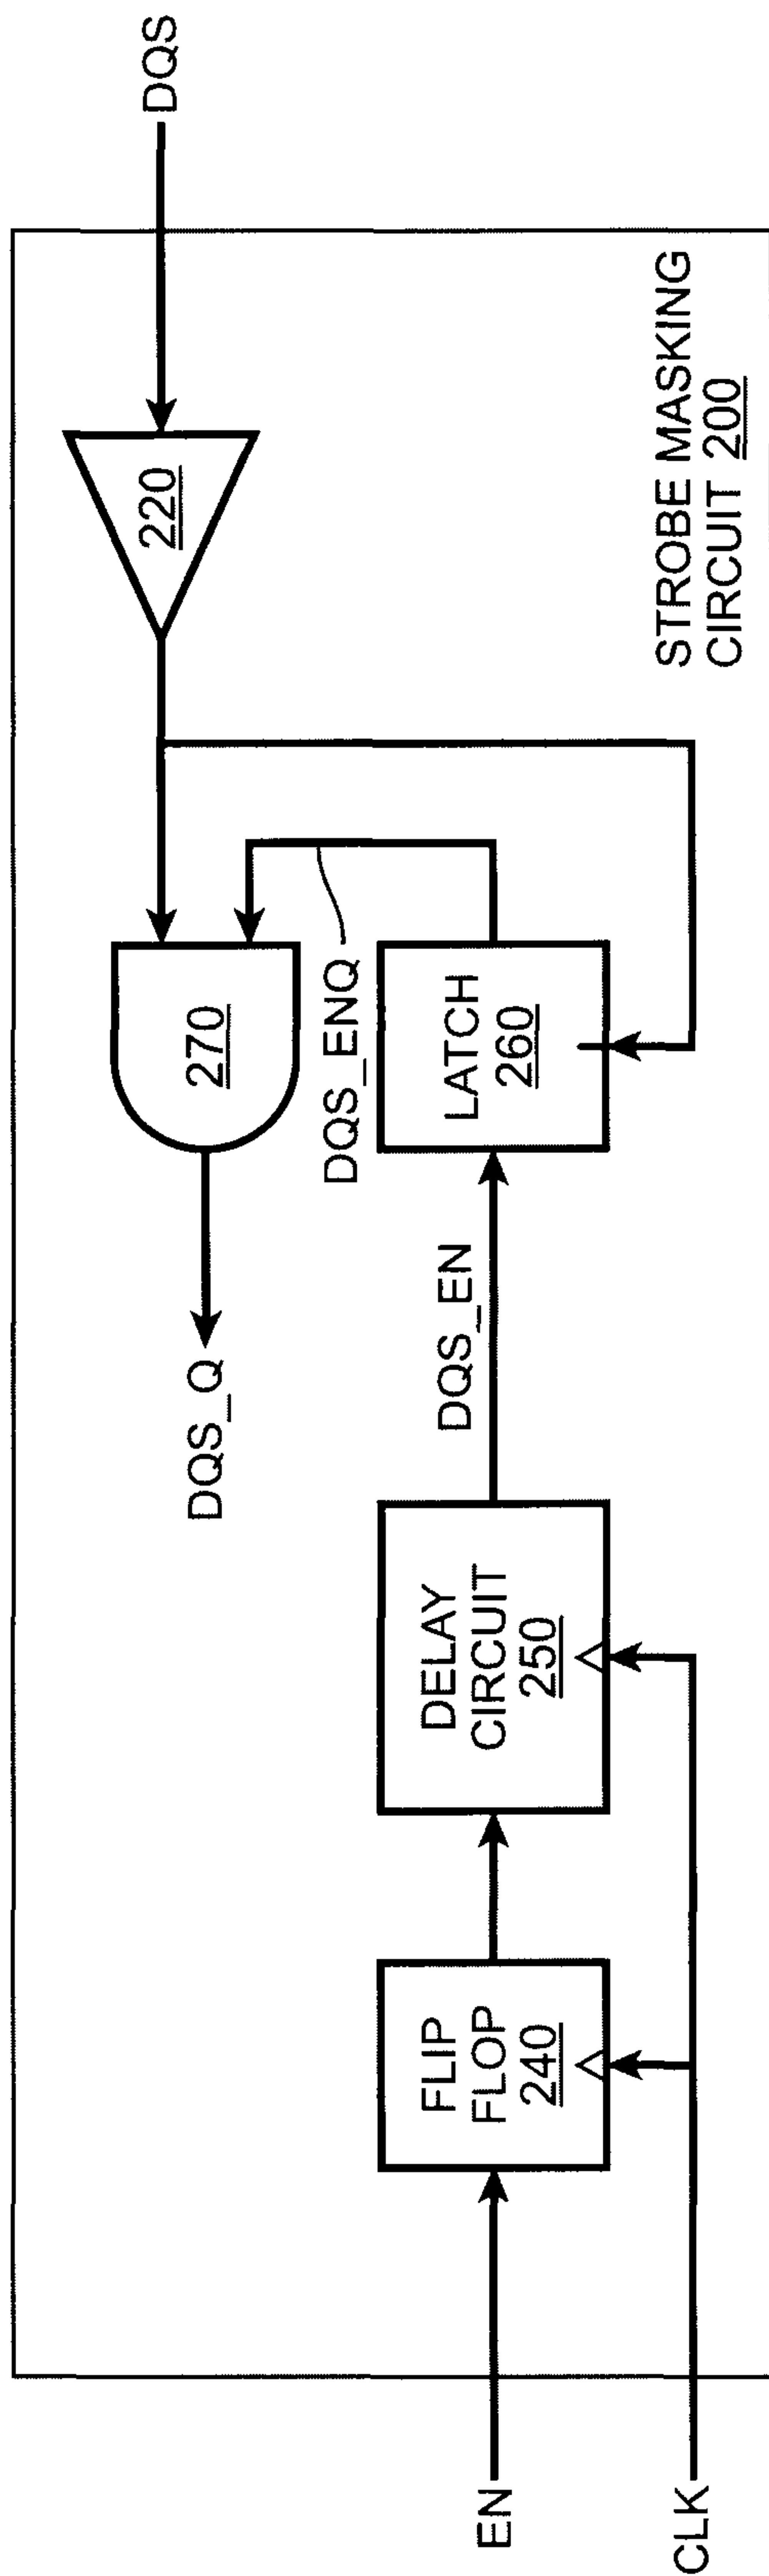 DQS
220
270
DQS_Q
DQS_ENQ
LATCH
260
DQS_EN
DELAY
CIRCUIT
250
FLIP
FLOP
240
EN
CLK
STROBE MASKING
CIRCUIT 200